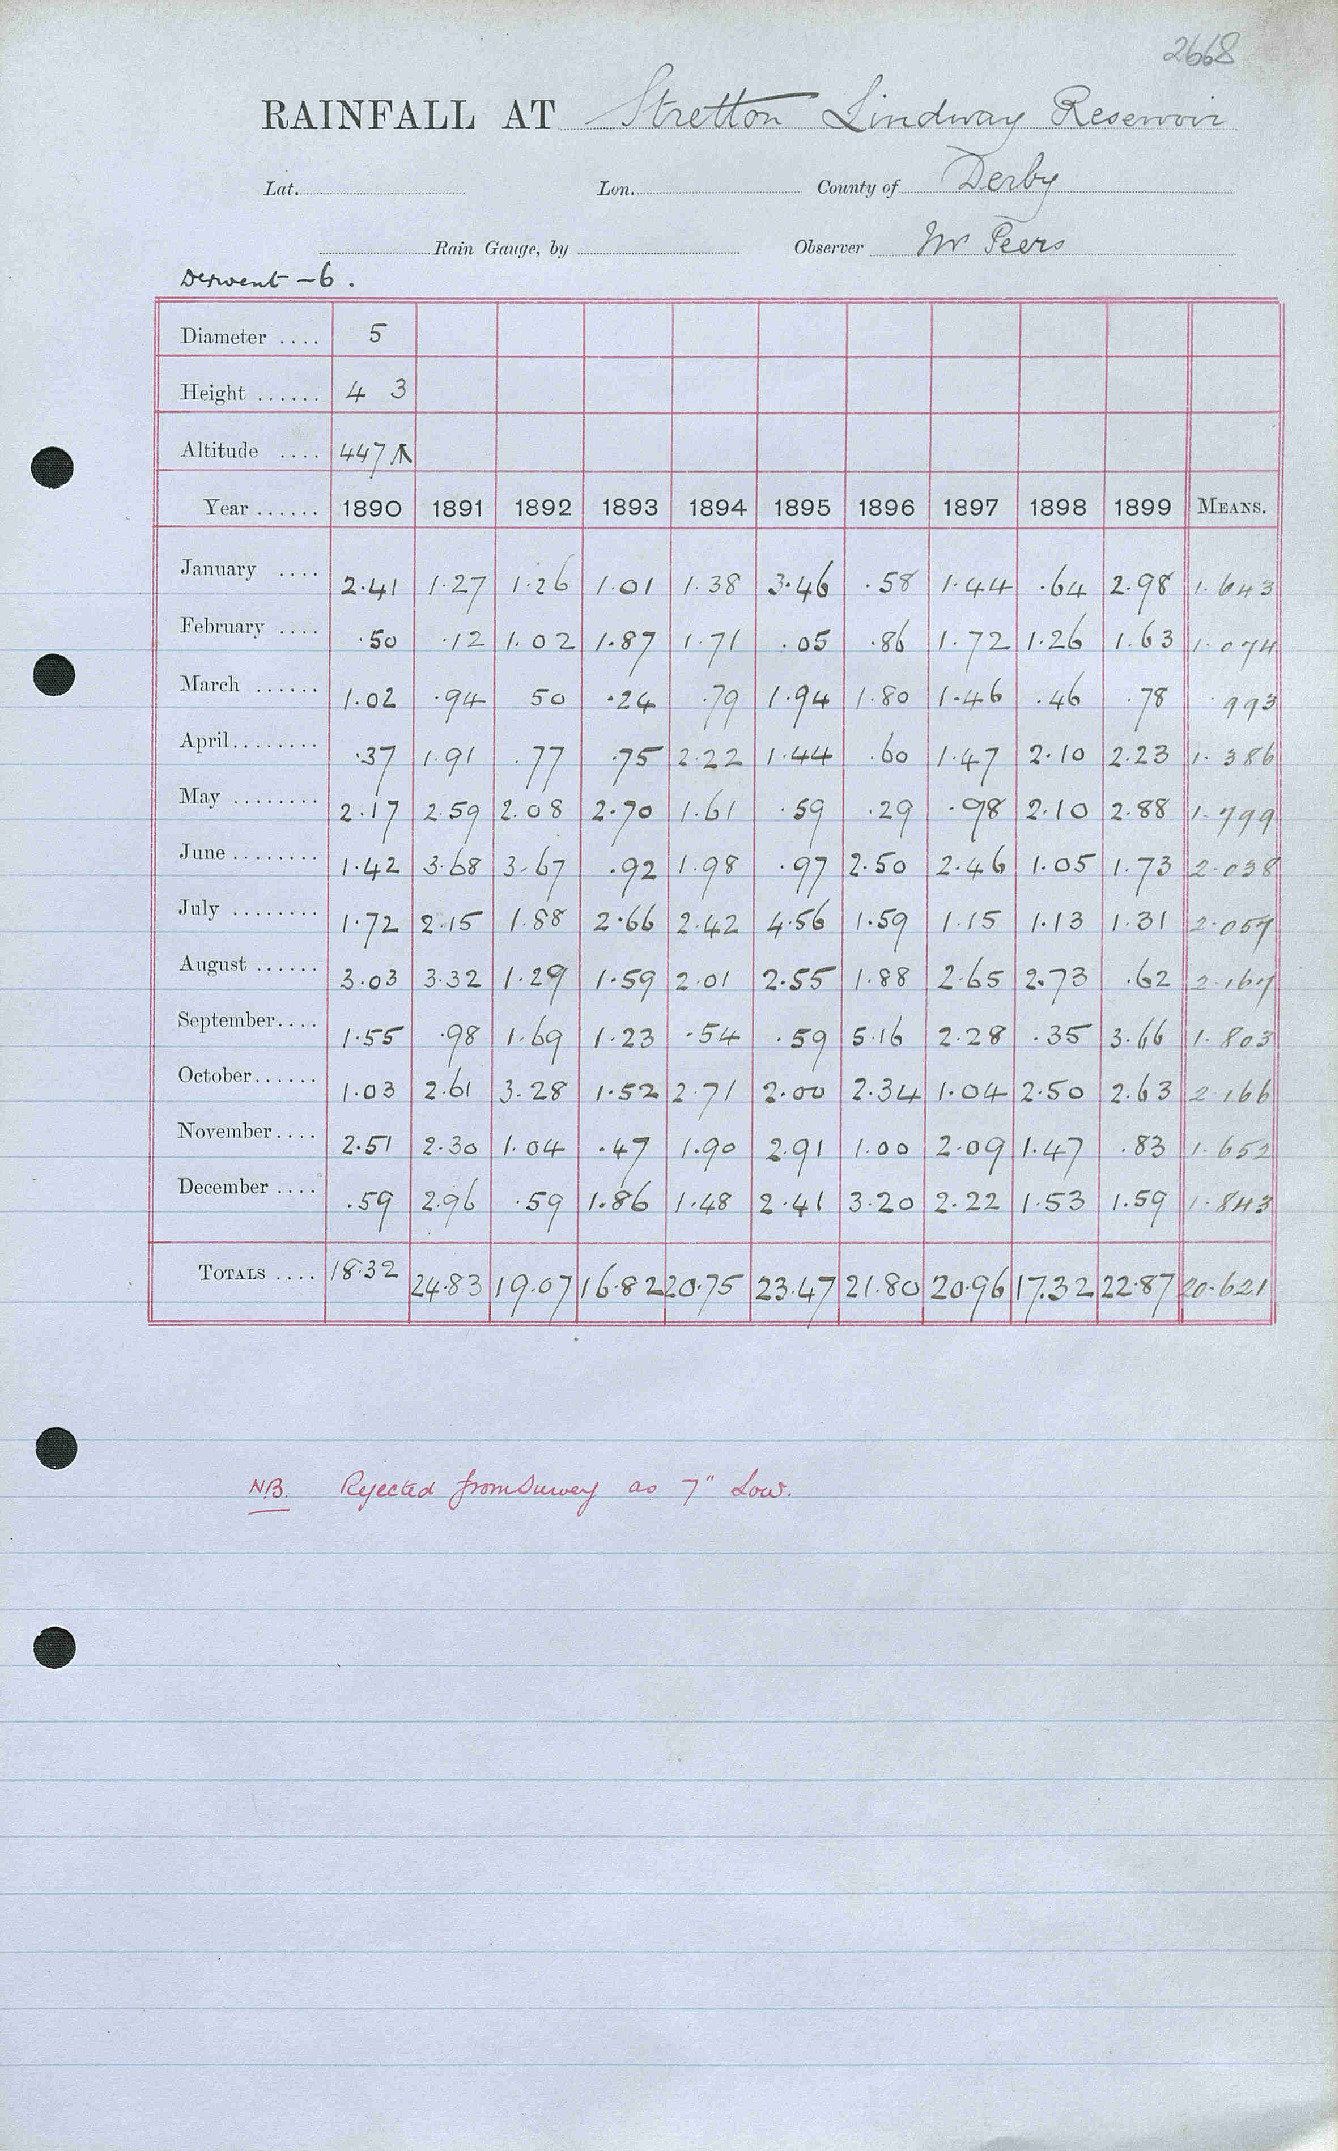 2668
RAINFALL AT Stretton Lindway Reservoir
Lat. Lon. County of Derby
Rain Gauge, by Observer Mr Peers
Derwent - 6.
Diameter .... 5
Height ...... 4 3
Altitude .... 447
Year ...... 1890 1891 1892 1893 1894 1895 1896 1897 1898 1899 MEANS.
January .... 2.41 1.27 1.26 1.01 1.38 3.46 .58 1.44 .64 2.98 1.643
February .... .50 .12 1.02 1.87 1.71 .05 .86 1.72 1.26 1.63 1.074
March ...... 1.02 .94 50 .24 .79 1.94 1.80 1.46 .46 .78 .993
April........ .37 1.91 .77 .75 2.22 1.44 .60 1.47 2.10 2.23 1.386
May ........ 2.17 2.59 2.08 2.70 1.61 .59 .29 .98 2.10 2.88 1.799
June ........ 1.42 3.68 3.67 .92 1.98 .97 2.50 2.46 1.05 1.73 2.038
July ........ 1.72 2.15 1.88 2.66 2.42 4.56 1.59 1.15 1.13 1.31 2.057
August ...... 3.03 3.32 1.29 1.59 2.01 2.55 1.88 2.65 2.73 .62 2.167
September.... 1.55 .98 1.69 1.23 .54 .59 5.16 2.28 .35 3.66 1.803
October...... 1.03 2.61 3.28 1.52 2.71 2.00 2.34 1.04 2.50 2.63 2.166
November.... 2.51 2.30 1.04 .47 1.90 2.91 1.00 2.09 1.47 .83 1.652
December .... .59 2.96 .59 1.86 1.48 2.41 3.20 2.22 1.53 1.59 1.843
TOTALS .... 18.32 24.83 19.07 16.82 20.75 23.47 21.80 20.96 17.32 22.87 20.621
NB. Rejected from Survey as 7" Low.